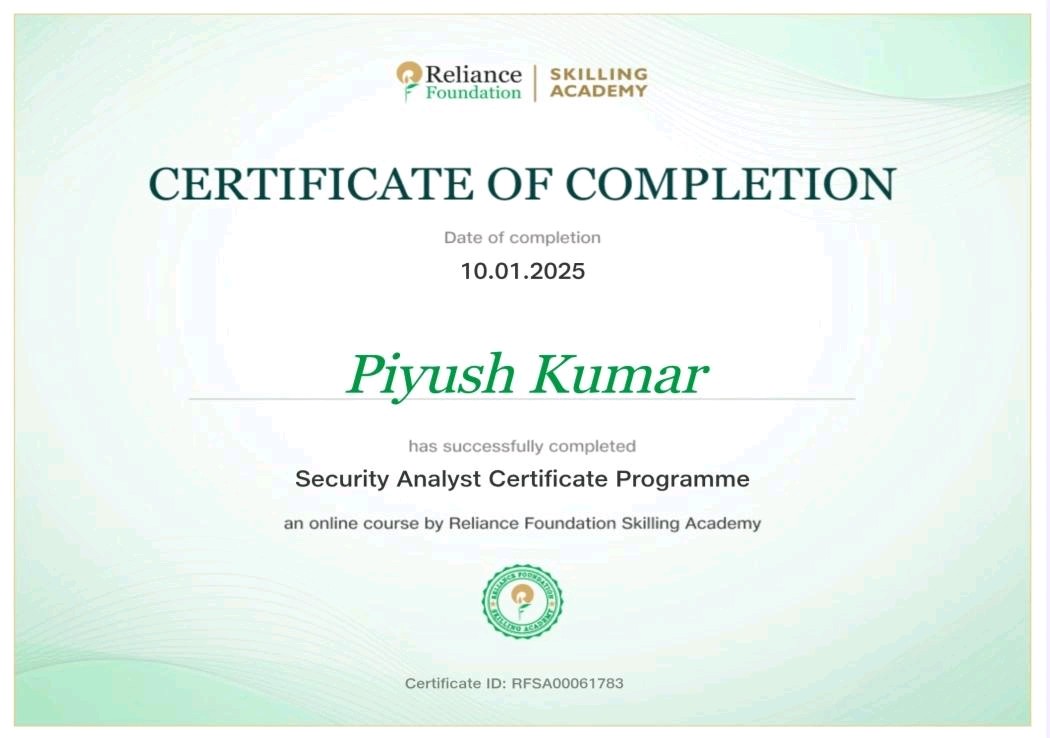 Reliance
Foundation
SKILLING
ACADEMY
CERTIFICATE OF COMPLETION
Date of completion
10.01.2025
Piyush Kumar
has successfully completed
Security Analyst Certificate Programme
an online course by Reliance Foundation Skilling Academy
RELIANCE FOUNDATION
SKILLING ACADEMY
Certificate ID: RFSA00061783